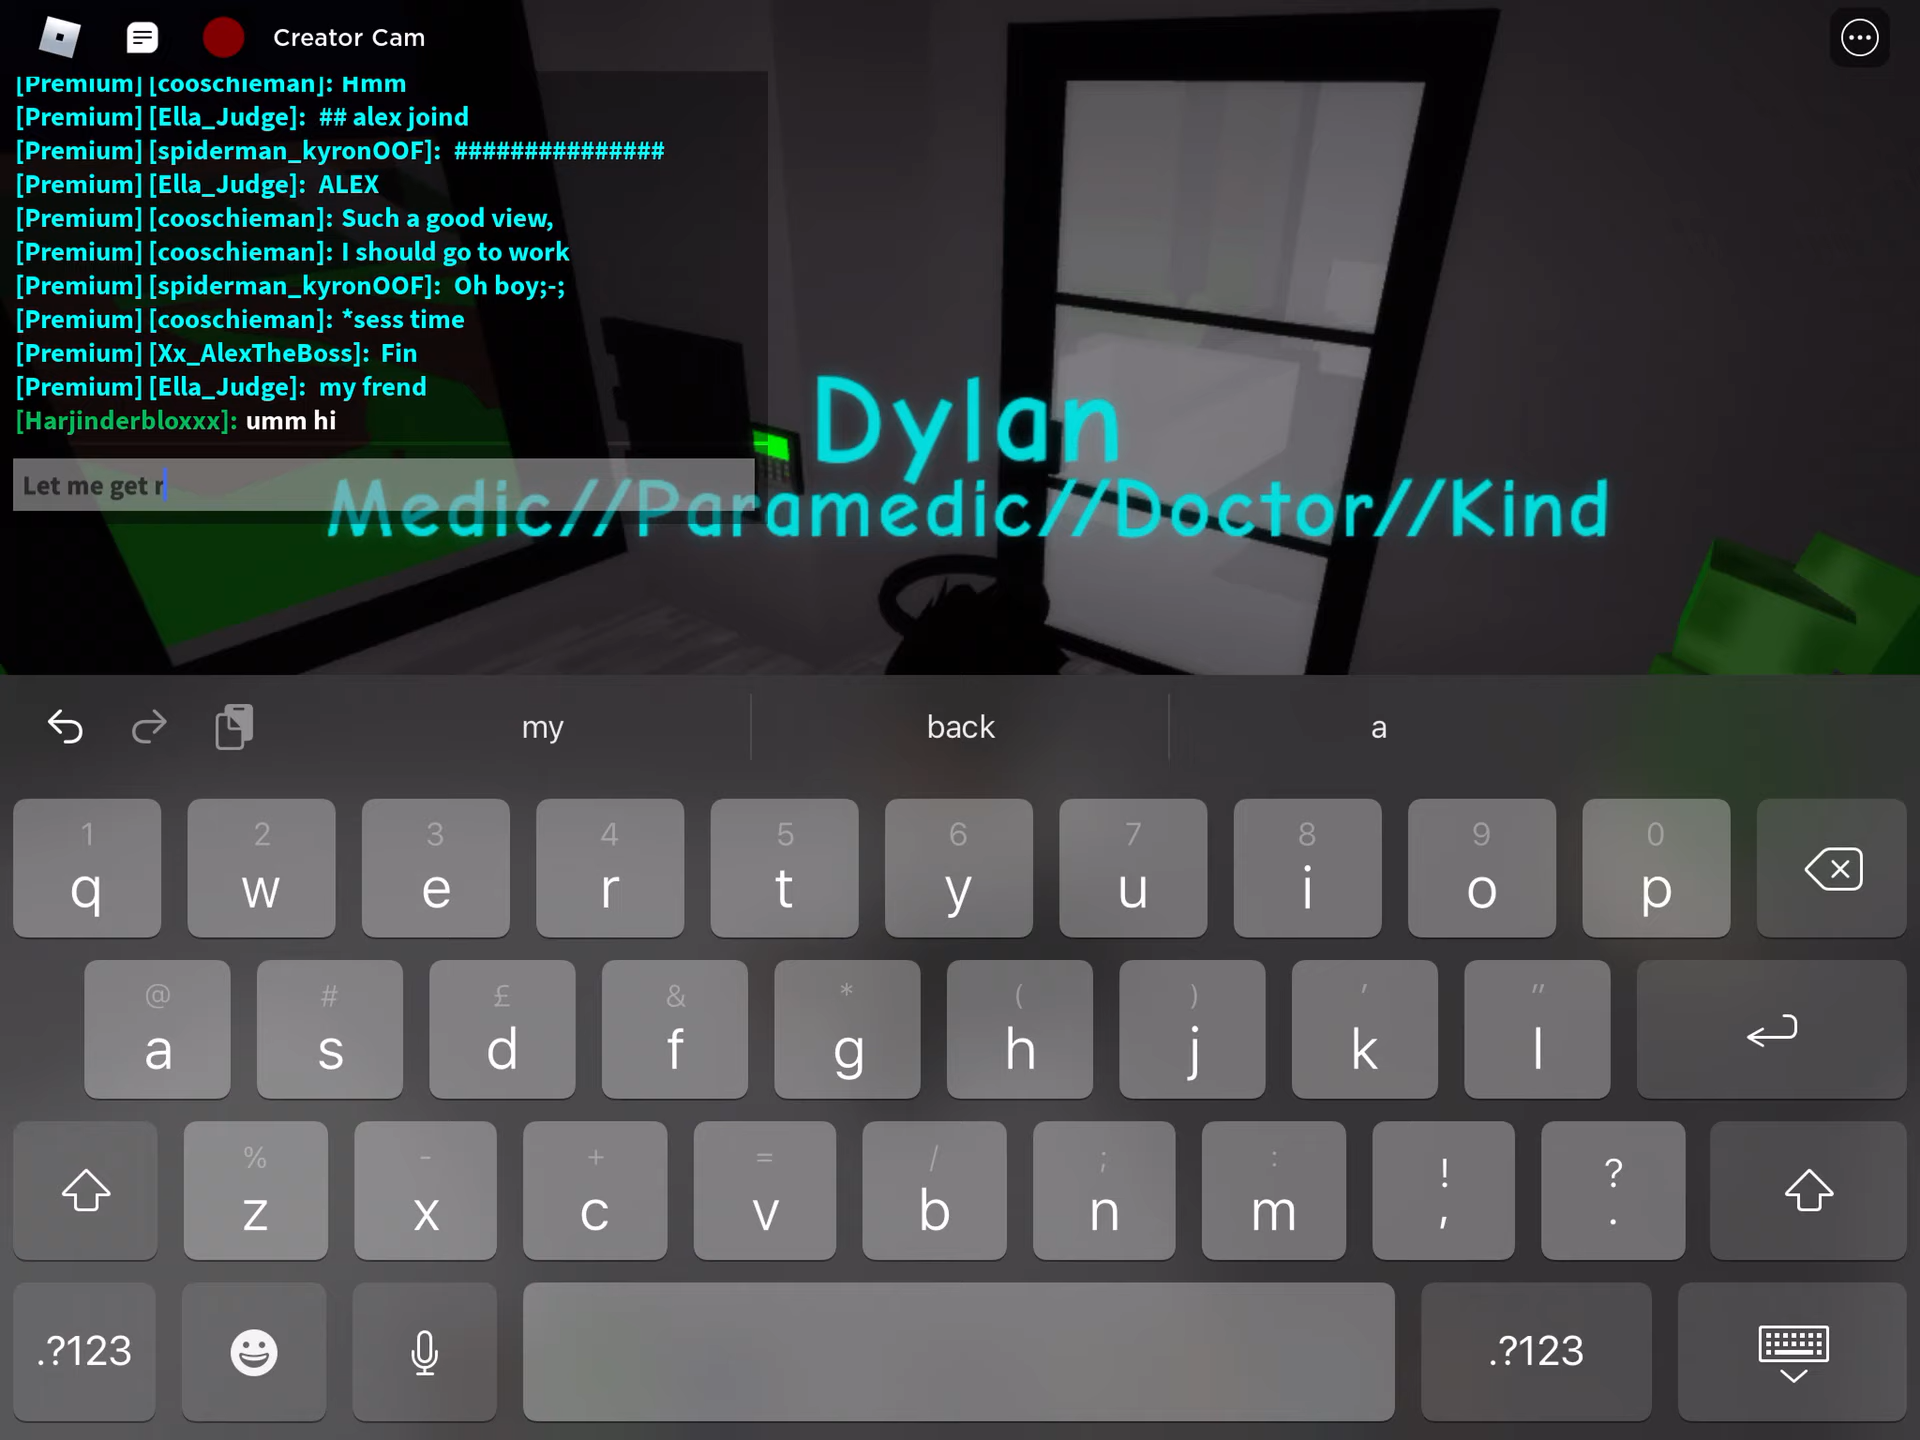 Creator Cam
[Premium] [cooschieman]: Hmm
[Premium] [Ella_Judge]: ## alex joind
[Premium] [spiderman_kyronOOF]: ###############
[Premium] [Ella_Judge]: ALEX
[Premium] [cooschieman]: Such a good view,
[Premium] [cooschieman]: I should go to work
[Premium] [spiderman_kyronOOF]: Oh boy;-;
[Premium] [cooschieman]: *sess time
[Premium] [Xx_AlexTheBoss]: Fin
[Premium] [Ella_Judge]: my frend
[Harjinderbloxxx]: umm hi
Let me get r
Dylan
Medic//Paramedic//Doctor//Kind
my back a
1 2 3 4 5 6 7 8 9 0
q w e r t y u i o p
@ # £ & * ( ) ' "
a s d f g h j k l
% - + = / ; : ! ?
z x c v b n m , .
.?123 .?123